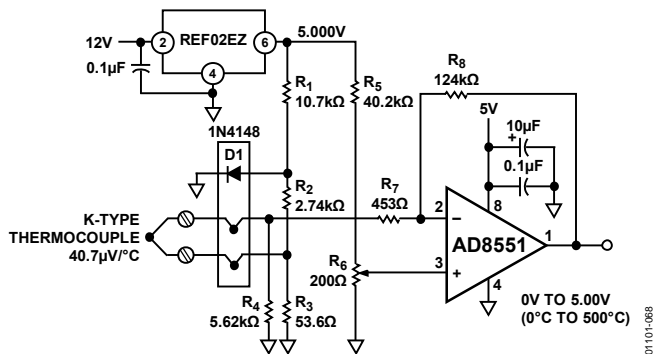 12V
2
REF02EZ
6
5.000V
0.1µF
4
R1
10.7kΩ
R5
40.2kΩ
R8
124kΩ
1N4148
D1
5V
10µF
+
0.1µF
R2
2.74kΩ
R7
453Ω
8
2
−
1
K-TYPE
THERMOCOUPLE
40.7µV/°C
AD8551
R6
200Ω
3
+
4
R4
5.62kΩ
R3
53.6Ω
0V TO 5.00V
(0°C TO 500°C)
01101-068